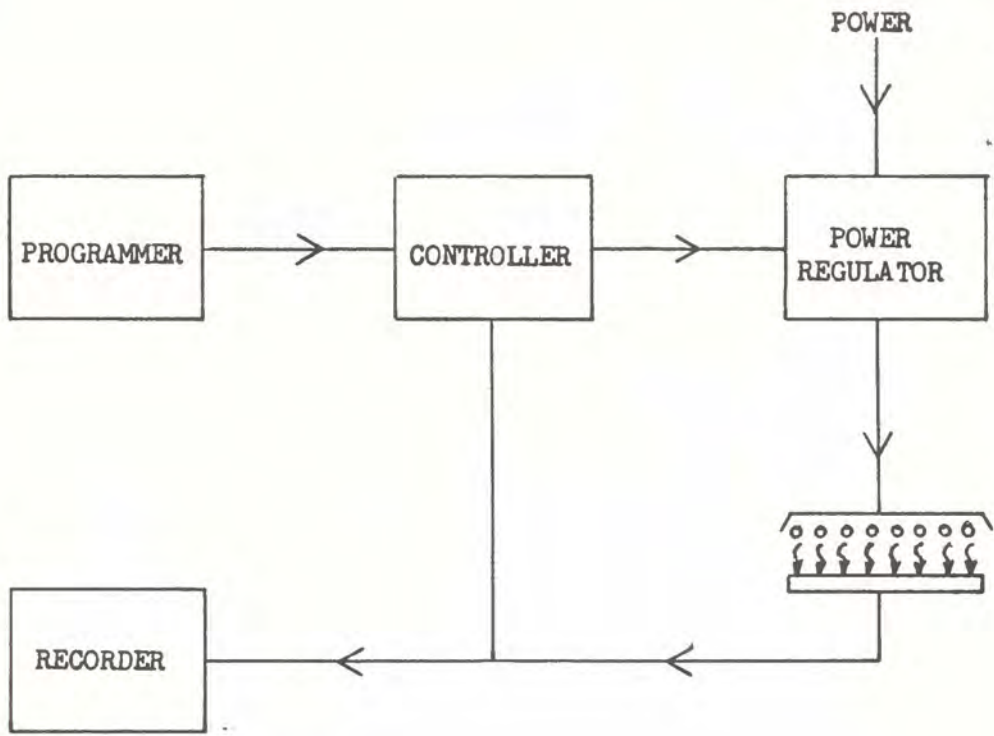 POWER
PROGRAMMER
CONTROLLER
POWER
REGULATOR
RECORDER